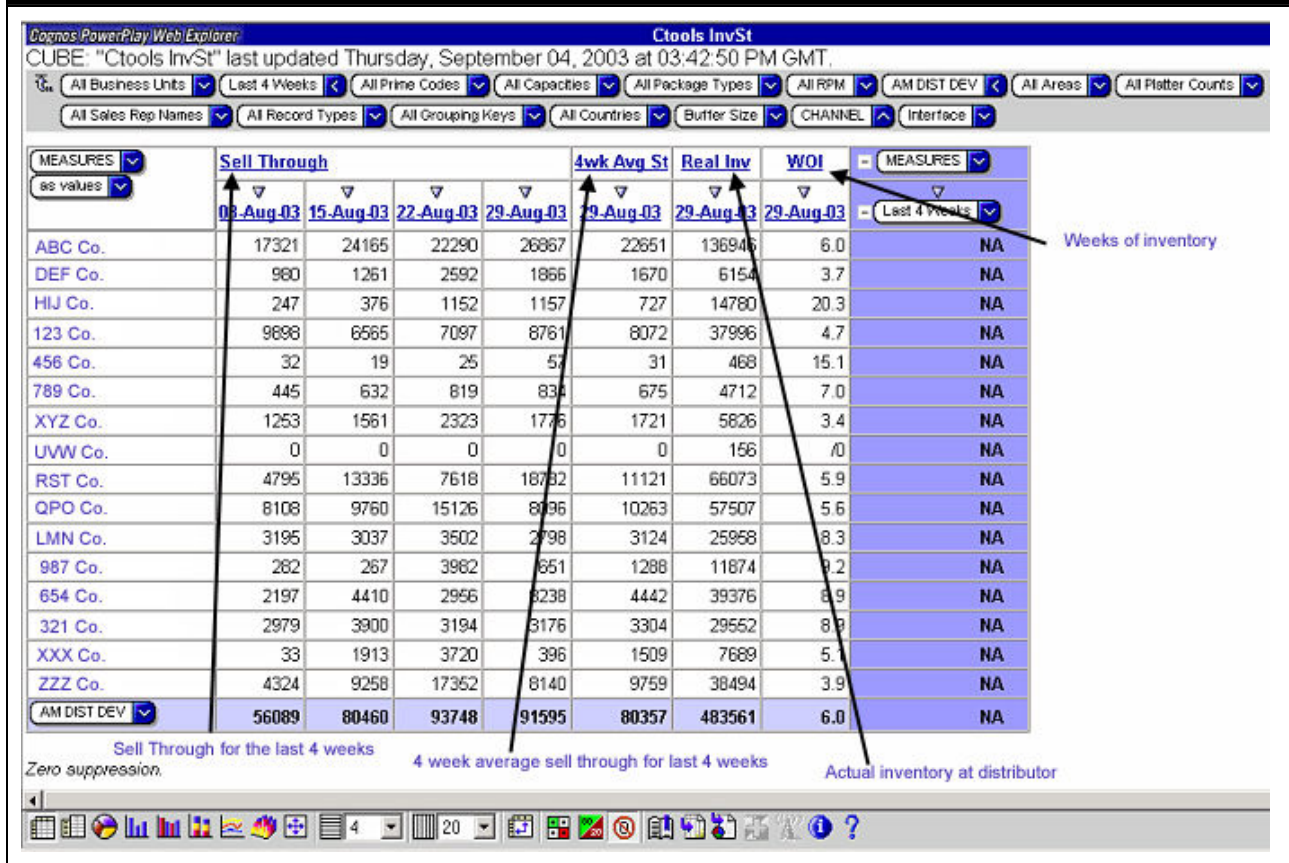 Cognos PowerPlay Web Explorer Ctools InvSt
CUBE: "Ctools InvSt" last updated Thursday, September 04, 2003 at 03:42:50 PM GMT.
All Business Units Last 4 Weeks All Prime Codes All Capacities All Package Types All RPM AM DIST DEV All Areas All Platter Counts
All Sales Rep Names All Record Types All Grouping Keys All Countries Buffer Size CHANNEL Interface
MEASURES Sell Through 4wk Avg St Real Inv WOI - MEASURES
as values
08-Aug-03 15-Aug-03 22-Aug-03 29-Aug-03 29-Aug-03 29-Aug-03 29-Aug-03 - Last 4 Weeks
Weeks of inventory
ABC Co. 17321 24165 22290 26867 22651 136946 6.0 NA
DEF Co. 980 1261 2592 1866 1670 6154 3.7 NA
HIJ Co. 247 376 1152 1157 727 14780 20.3 NA
123 Co. 9898 6565 7097 8761 8072 37996 4.7 NA
456 Co. 32 19 25 57 31 468 15.1 NA
789 Co. 445 632 819 834 675 4712 7.0 NA
XYZ Co. 1253 1561 2323 1776 1721 5826 3.4 NA
UVW Co. 0 0 0 0 0 156 /0 NA
RST Co. 4795 13336 7618 18782 11121 66073 5.9 NA
QPO Co. 8108 9760 15126 8096 10263 57507 5.6 NA
LMN Co. 3195 3037 3502 2798 3124 25958 8.3 NA
987 Co. 282 267 3982 651 1288 11874 9.2 NA
654 Co. 2197 4410 2956 8238 4442 39376 8.9 NA
321 Co. 2979 3900 3194 3176 3304 29552 8.9 NA
XXX Co. 33 1913 3720 396 1509 7689 5.1 NA
ZZZ Co. 4324 9258 17352 8140 9759 38494 3.9 NA
AM DIST DEV 56089 80460 93748 91595 80357 483561 6.0 NA
Sell Through for the last 4 weeks
4 week average sell through for last 4 weeks
Actual inventory at distributor
Zero suppression.
4 20 ?